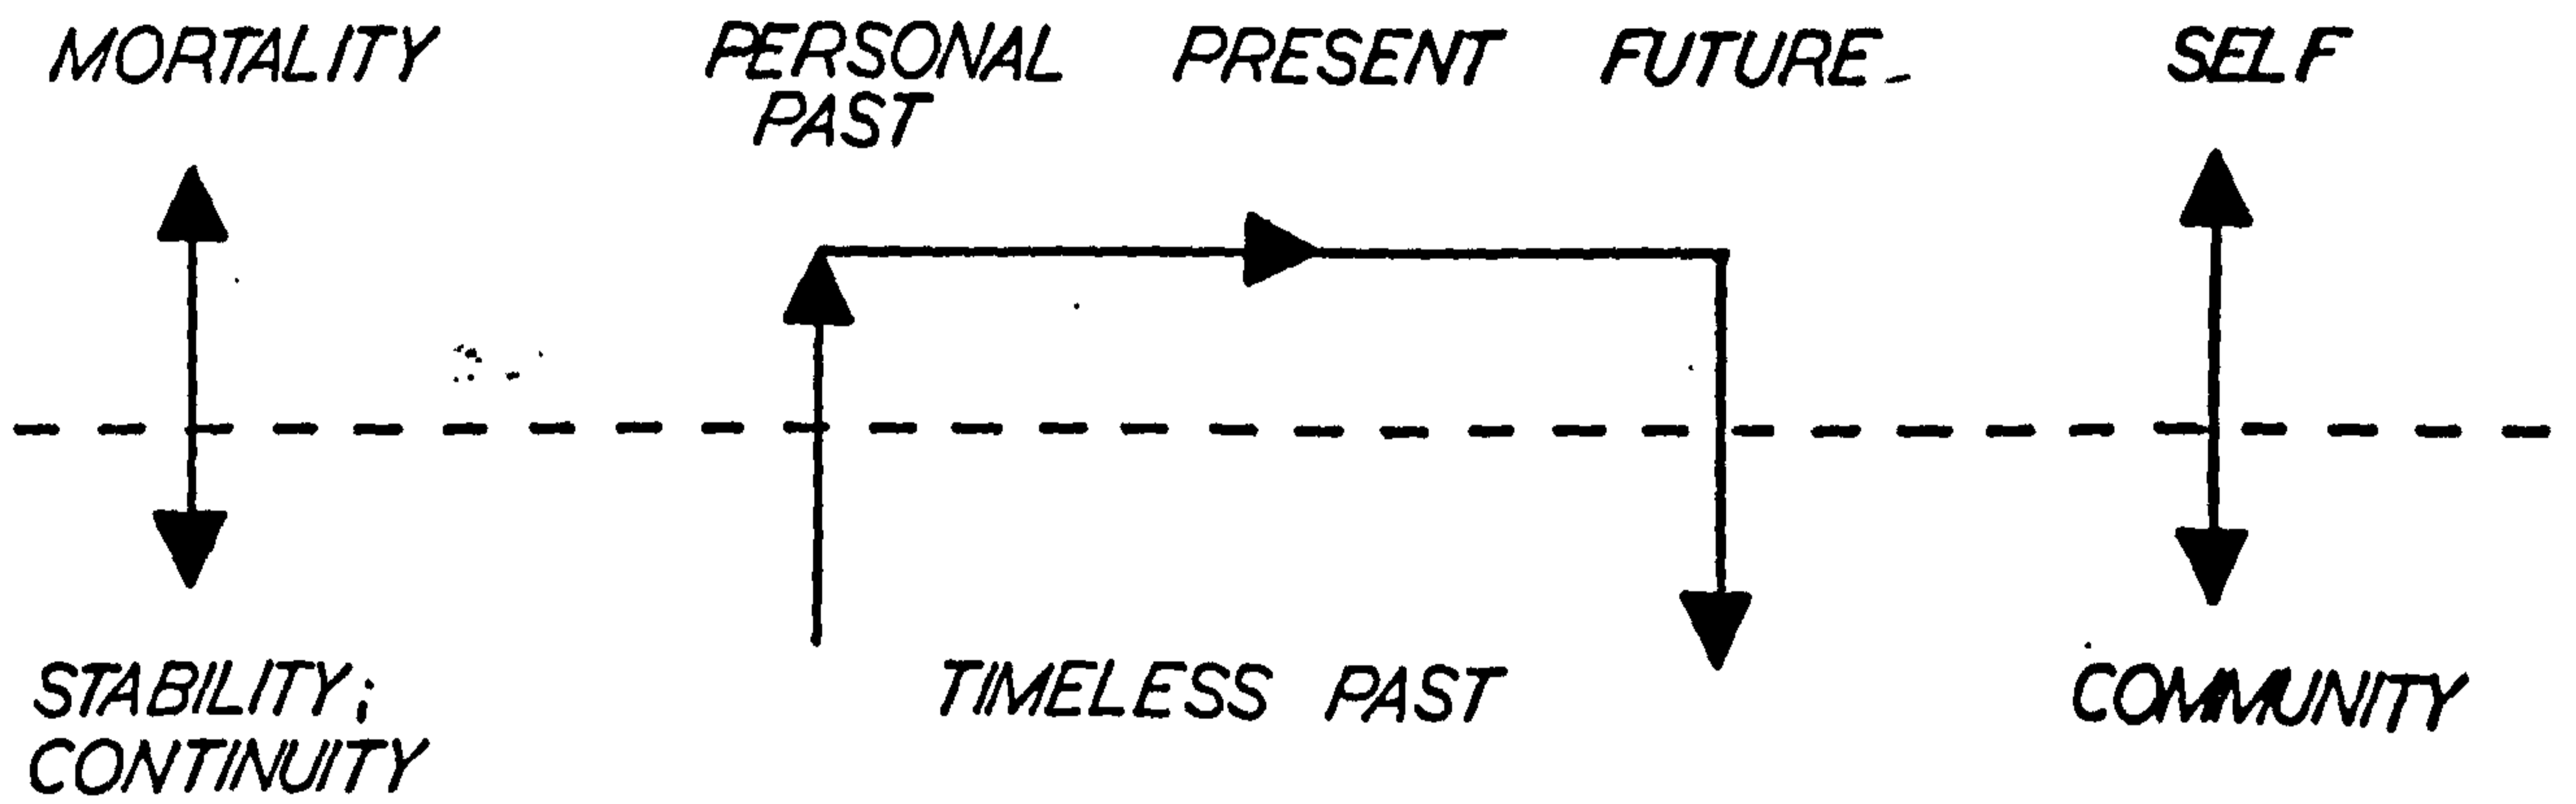 MORTALITY PERSONAL PRESENT FUTURE SELF
PAST
STABILITY; TIMELESS PAST COMMUNITY
CONTINUITY